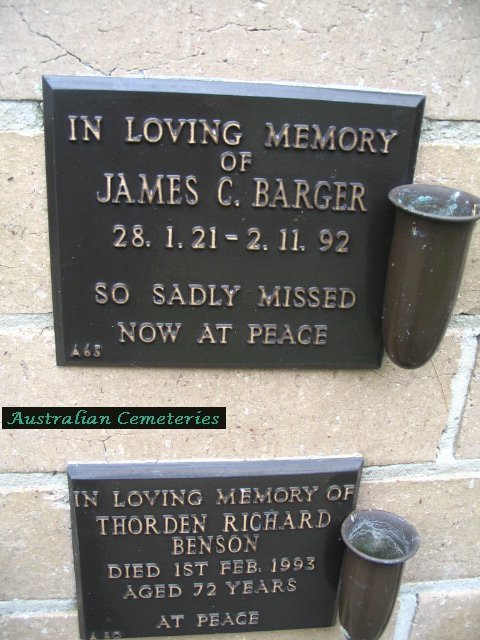 IN LOVING MEMORY
OF
JAMES C. BARGER
28. 1. 21 - 2. 11. 92
SO SADLY MISSED
NOW AT PEACE
A65
Australian Cemeteries
IN LOVING MEMORY OF
THORDEN RICHARD
BENSON
DIED 1ST FEB. 1993
AGED 72 YEARS
AT PEACE